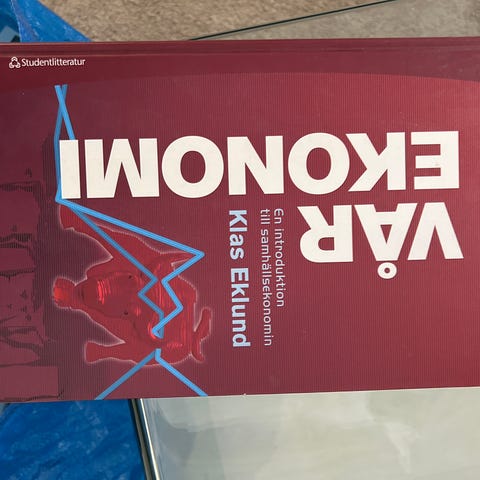 Studentlitteratur
VÅR
EKONOMI
En introduktion
till samhällsekonomin
Klas Eklund